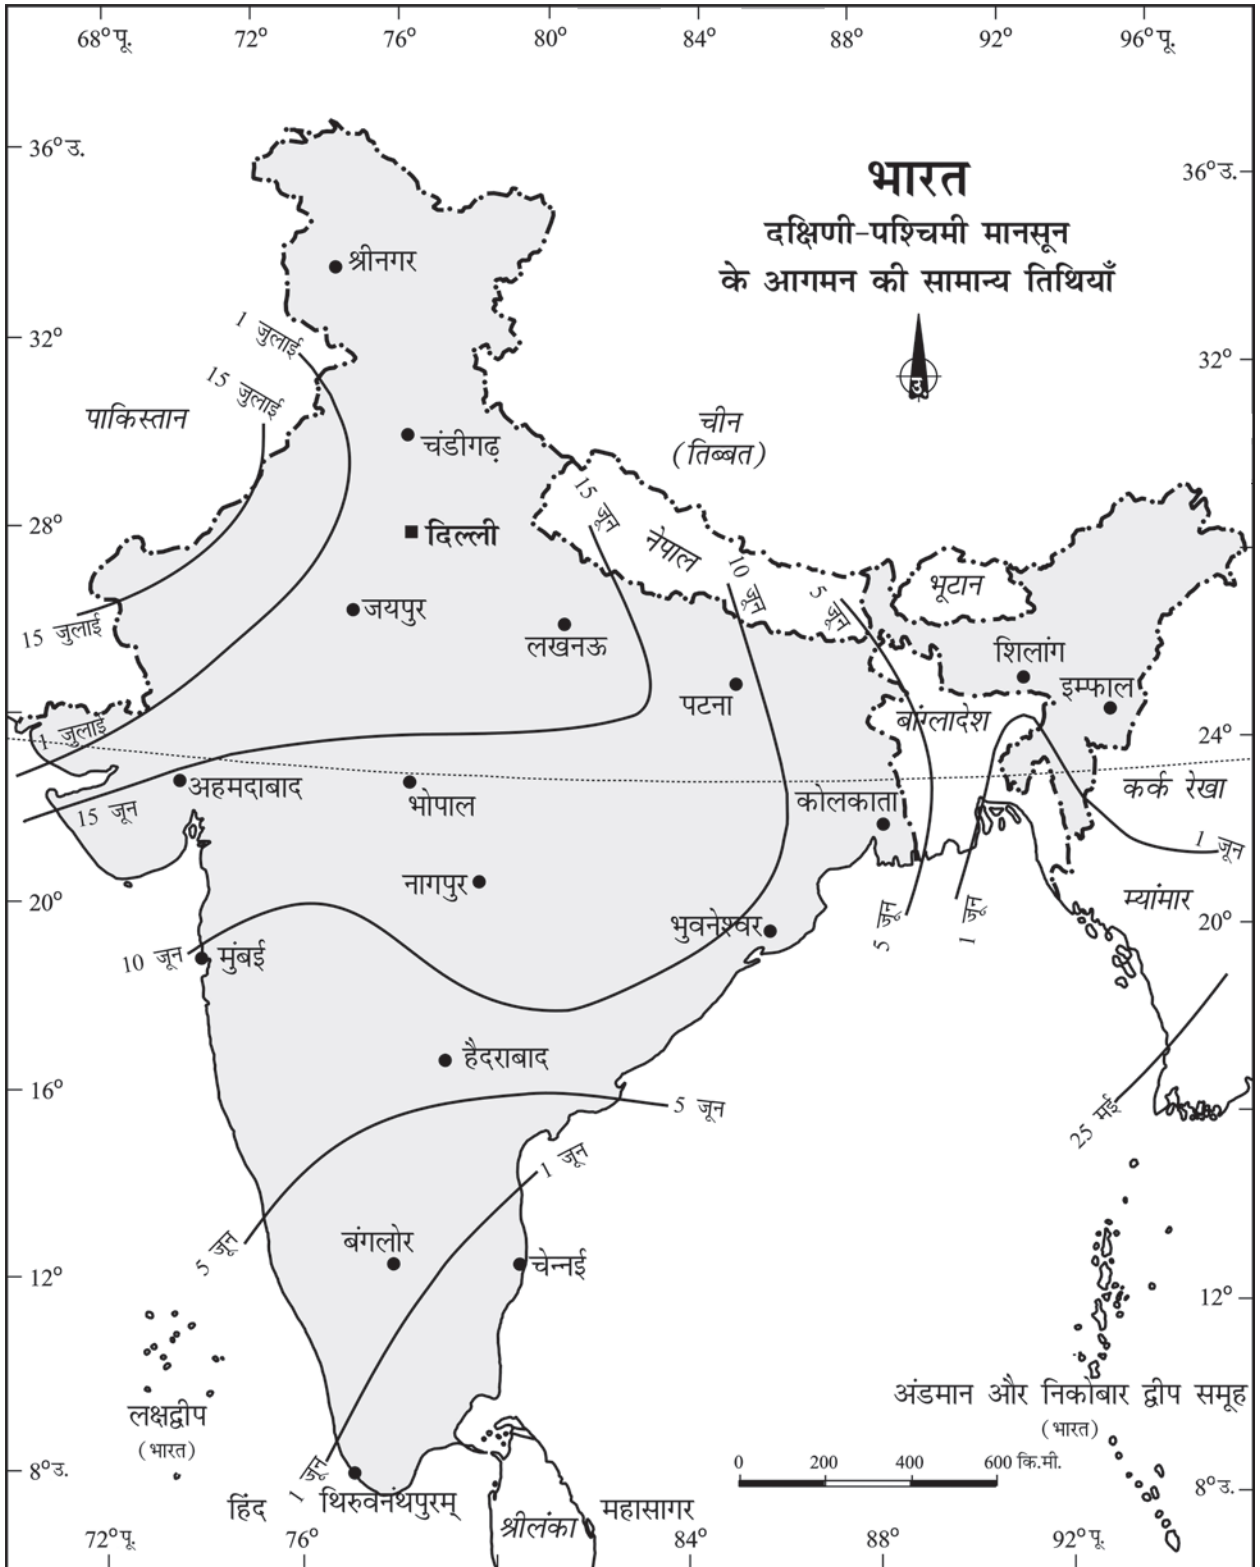 68° पू.
72°
76°
80°
84°
88°
92°
96° पू.
36° उ.
36° उ.
भारत
दक्षिणी-पश्चिमी मानसून
के आगमन की सामान्य तिथियाँ
श्रीनगर
1 जुलाई
32°
32°
15 जुलाई
उ
पाकिस्तान
चीन
(तिब्बत)
चंडीगढ़
15 जून
28°
दिल्ली
नेपाल
10 जून
5 जून
भूटान
जयपुर
15 जुलाई
लखनऊ
शिलांग
इम्फाल
पटना
बांग्लादेश
1 जुलाई
24°
अहमदाबाद
भोपाल
कोलकाता
कर्क रेखा
15 जून
1 जून
नागपुर
20°
म्यांमार
20°
भुवनेश्वर
5 जून
1 जून
10 जून
मुंबई
हैदराबाद
16°
5 जून
25 मई
1 जून
5 जून
बंगलोर
चेन्नई
12°
12°
अंडमान और निकोबार द्वीप समूह
(भारत)
लक्षद्वीप
(भारत)
0 200 400 600 कि.मी.
8° उ.
8° उ.
1 जून
हिंद
थिरुवनंथपुरम्
श्रीलंका
महासागर
72° पू.
76°
84°
88°
92° पू.